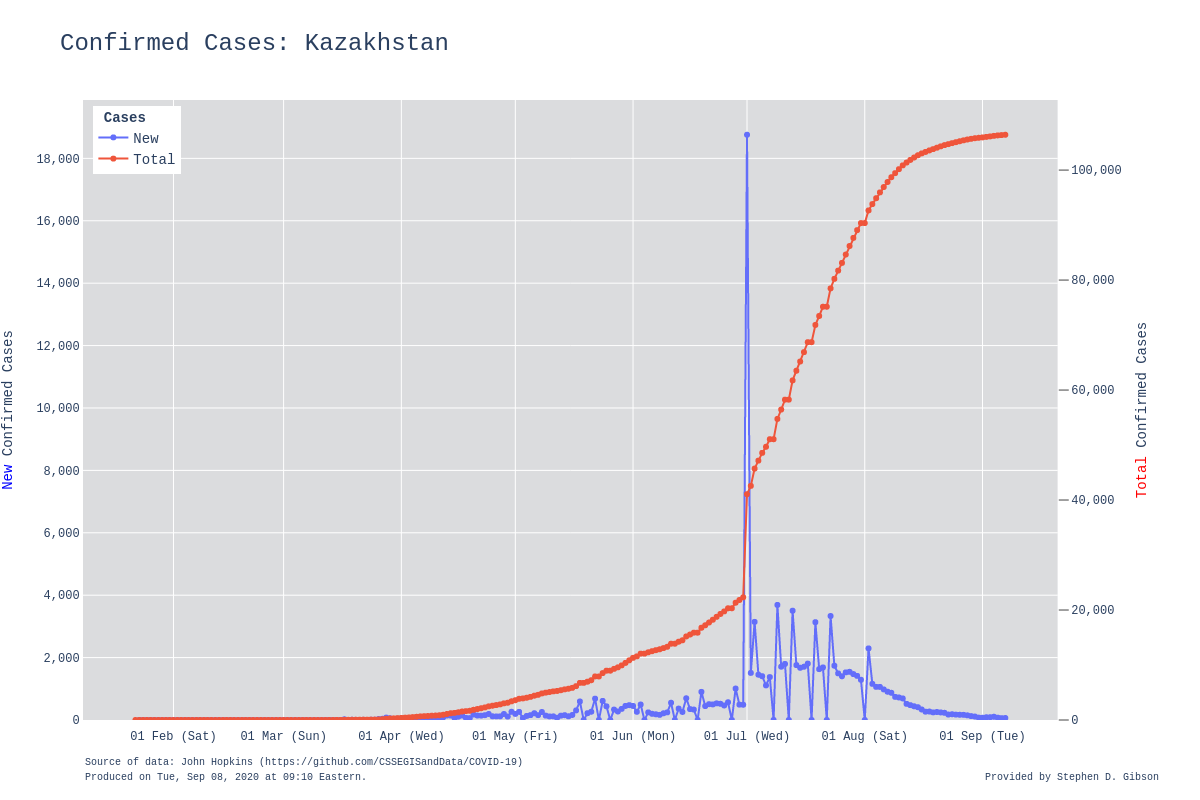 Confirmed Cases: Kazakhstan
Cases
New
Total
18,000
16,000
14,000
12,000
10,000
8,000
6,000
4,000
2,000
0
New Confirmed Cases
100,000
80,000
60,000
40,000
20,000
0
Total Confirmed Cases
01 Feb (Sat)
01 Mar (Sun)
01 Apr (Wed)
01 May (Fri)
01 Jun (Mon)
01 Jul (Wed)
01 Aug (Sat)
01 Sep (Tue)
Source of data: John Hopkins (https://github.com/CSSEGISandData/COVID-19)
Produced on Tue, Sep 08, 2020 at 09:10 Eastern.
Provided by Stephen D. Gibson